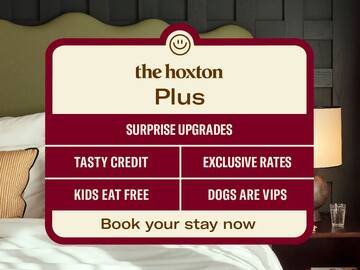 the hoxton
Plus
SURPRISE UPGRADES
TASTY CREDIT
EXCLUSIVE RATES
KIDS EAT FREE
DOGS ARE VIPS
Book your stay now